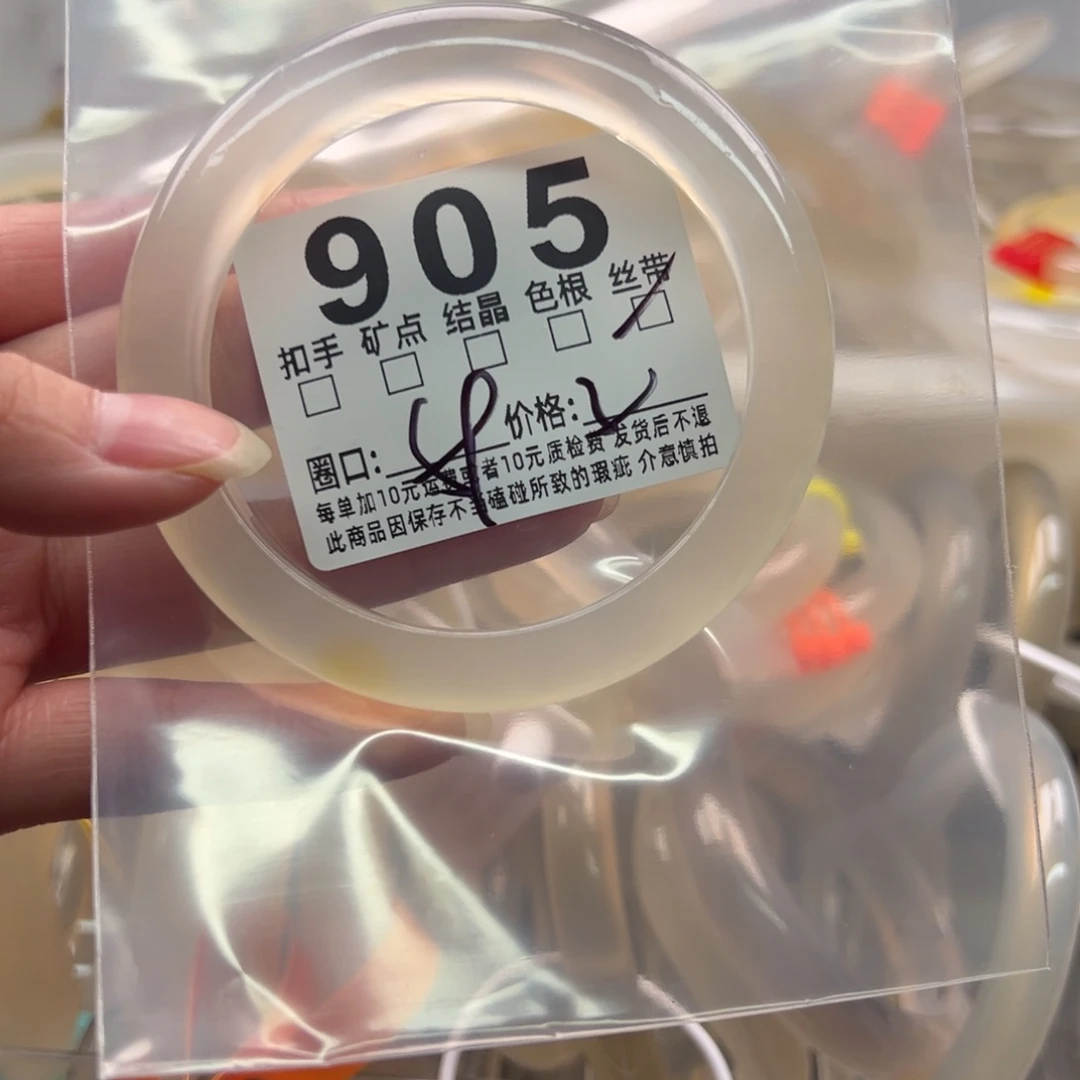 905
扣手 矿点 结晶 色根 丝带
圈口: 价格:
每单加10元运费或者10元质检费 发货后不退
此商品因保存不当磕碰所致的瑕疵 介意慎拍